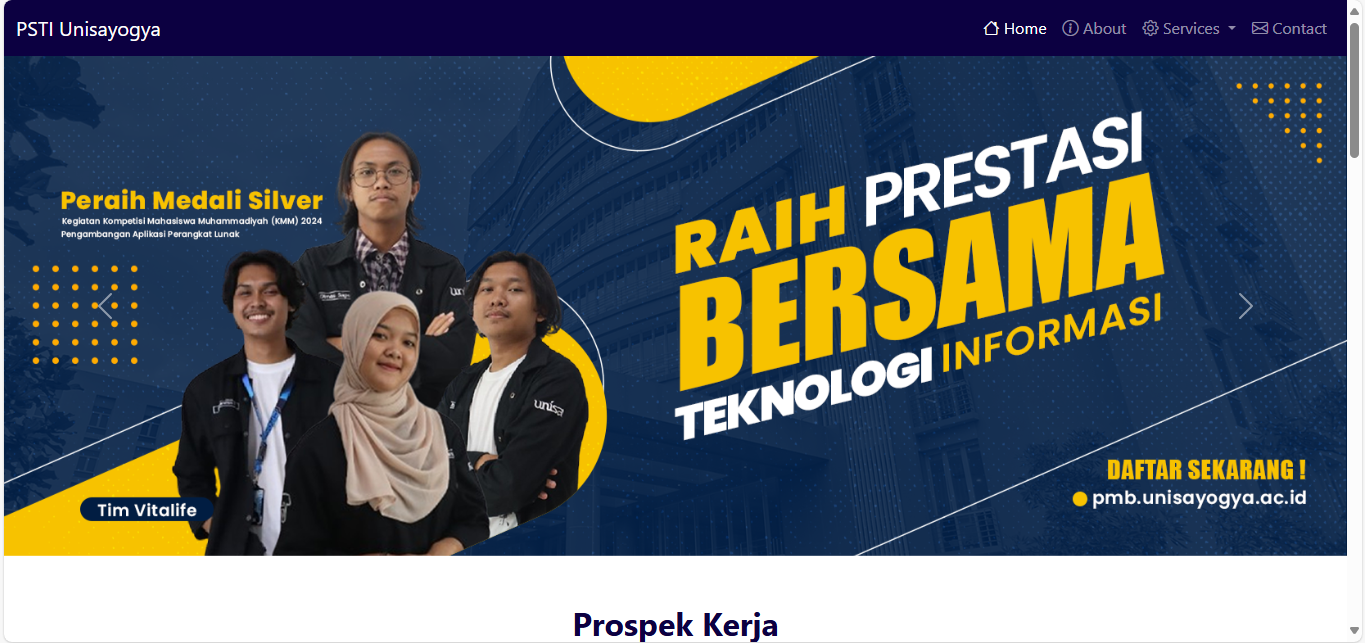 PSTI Unisayogya
Home About Services Contact
Peraih Medali Silver
Kegiatan Kompetisi Mahasiswa Muhammadiyah (KMM) 2024
Pengambangan Aplikasi Perangkat Lunak
RAIH PRESTASI
BERSAMA
TEKNOLOGI INFORMASI
unisa
Tim Vitalife
DAFTAR SEKARANG !
pmb.unisayogya.ac.id
Prospek Kerja